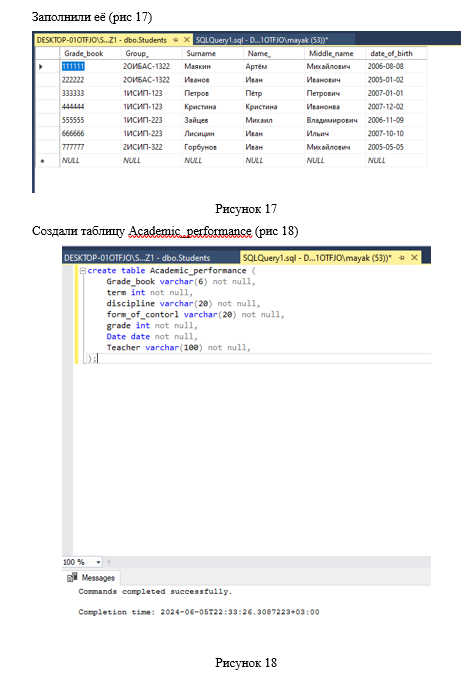 Заполнили её (рис 17)
DESKTOP-01OTFJO\S...Z1 - dbo.Students SQLQuery1.sql - D...1OTFJO\mayak (53))*
Grade_book Group_ Surname Name_ Middle_name date_of_birth
111111 2ОИБАС-1322 Маякин Артём Михайлович 2006-08-08
222222 2ОИБАС-1322 Иванов Иван Иванович 2005-01-02
333333 1ИСИП-123 Петров Пётр Петрович 2007-01-01
444444 1ИСИП-123 Кристина Кристина Иванонва 2007-12-02
555555 1ИСИП-223 Зайцев Михаил Владимирович 2006-11-09
666666 1ИСИП-223 Лисицин Иван Ильич 2007-10-10
777777 2ИСИП-322 Горбунов Иван Михайлович 2005-05-05
NULL NULL NULL NULL NULL NULL
Рисунок 17
Создали таблицу Academic_performance (рис 18)
DESKTOP-01OTFJO\S...Z1 - dbo.Students SQLQuery1.sql - D...1OTFJO\mayak (53))*
create table Academic_performance (
Grade_book varchar(6) not null,
term int not null,
discipline varchar(20) not null,
form_of_contorl varchar(20) not null,
grade int not null,
Date date not null,
Teacher varchar(100) not null,
);
100 %
Messages
Commands completed successfully.
Completion time: 2024-06-05T22:33:26.3087223+03:00
Рисунок 18